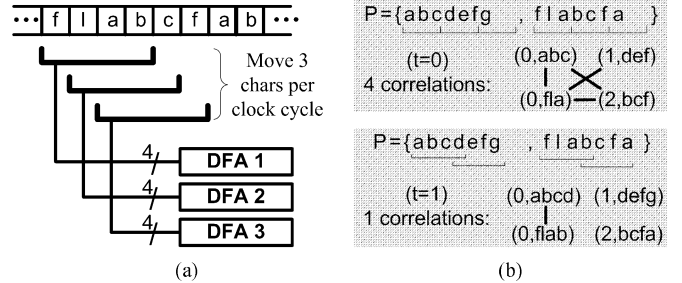 ··· f l a b c f a b ···
Move 3
chars per
clock cycle
4 DFA 1
4 DFA 2
4 DFA 3
(a)
P={abcdefg , flabcfa }
(t=0)
4 correlations:
(0,abc) (1,def)
(0,fla) (2,bcf)
P={abcdefg , flabcfa }
(t=1)
1 correlations:
(0,abcd) (1,defg)
(0,flab) (2,bcfa)
(b)